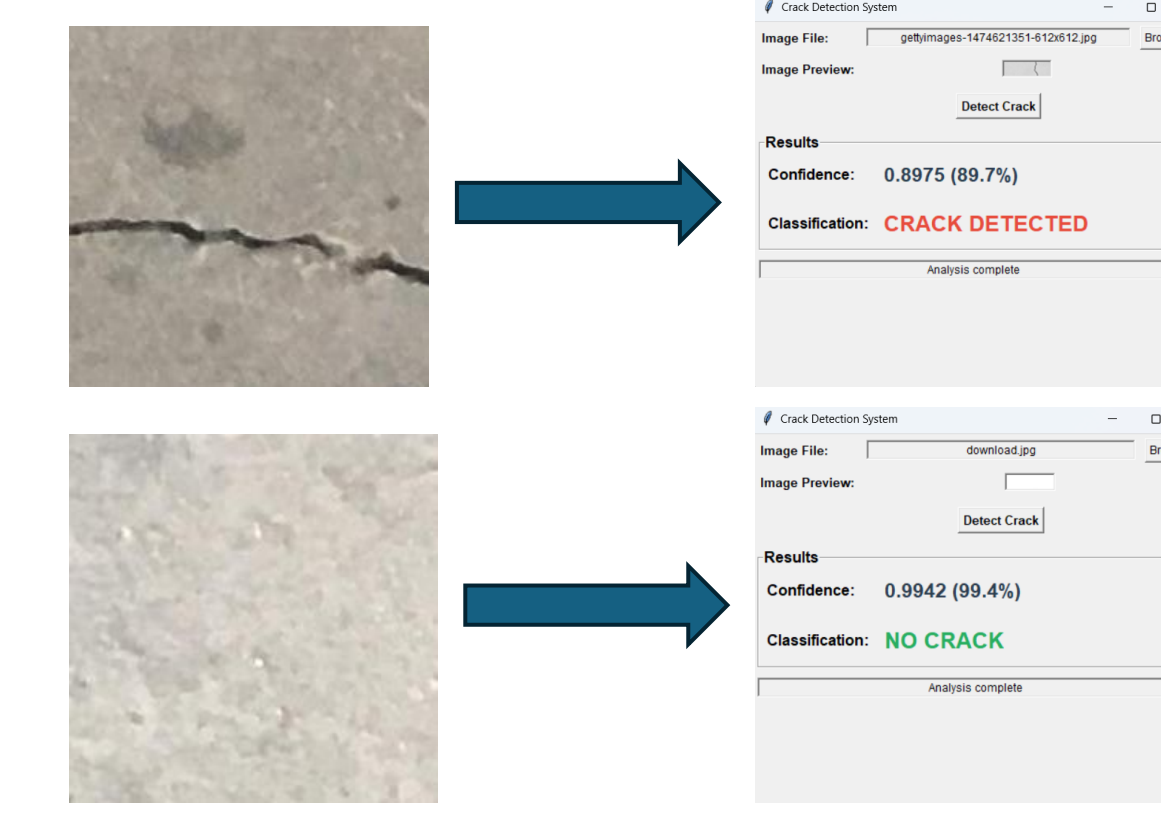 Crack Detection System
Image File: gettyimages-1474621351-612x612.jpg Bro
Image Preview:
Detect Crack
Results
Confidence: 0.8975 (89.7%)
Classification: CRACK DETECTED
Analysis complete
Crack Detection System
Image File: download.jpg Br
Image Preview:
Detect Crack
Results
Confidence: 0.9942 (99.4%)
Classification: NO CRACK
Analysis complete